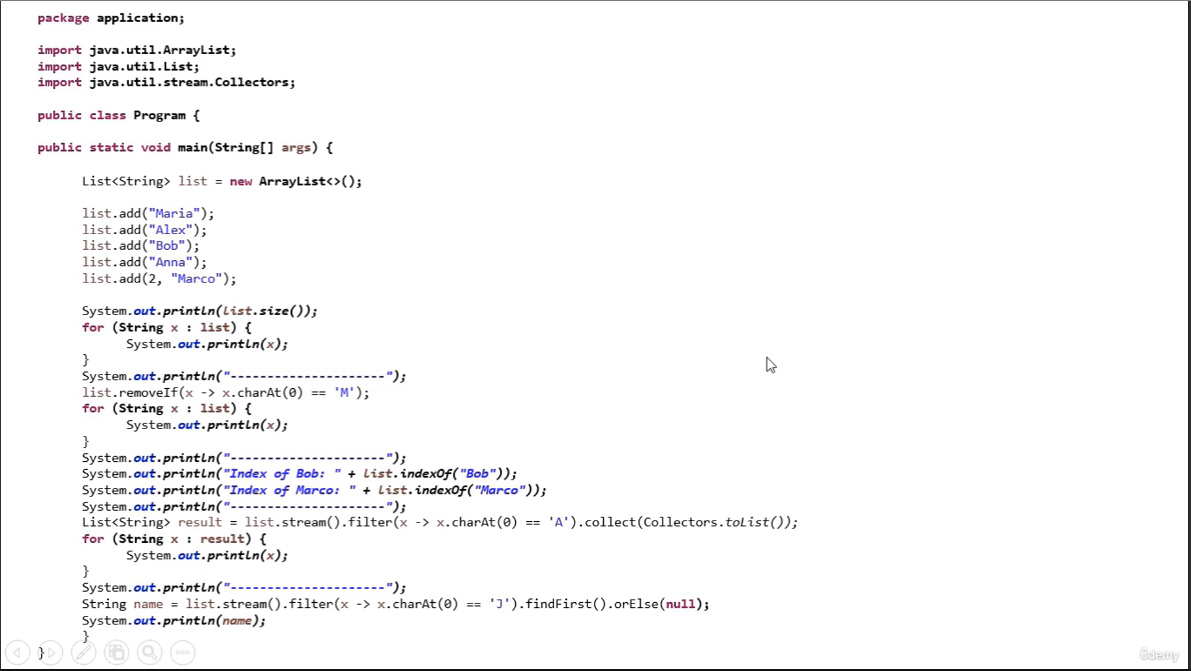 package application;
import java.util.ArrayList;
import java.util.List;
import java.util.stream.Collectors;
public class Program {
public static void main(String[] args) {
List<String> list = new ArrayList<>();
list.add("Maria");
list.add("Alex");
list.add("Bob");
list.add("Anna");
list.add(2, "Marco");
System.out.println(list.size());
for (String x : list) {
System.out.println(x);
}
System.out.println("---------------------");
list.removeIf(x -> x.charAt(0) == 'M');
for (String x : list) {
System.out.println(x);
}
System.out.println("---------------------");
System.out.println("Index of Bob: " + list.indexOf("Bob"));
System.out.println("Index of Marco: " + list.indexOf("Marco"));
System.out.println("---------------------");
List<String> result = list.stream().filter(x -> x.charAt(0) == 'A').collect(Collectors.toList());
for (String x : result) {
System.out.println(x);
}
System.out.println("---------------------");
String name = list.stream().filter(x -> x.charAt(0) == 'J').findFirst().orElse(null);
System.out.println(name);
}
}
ûdemy